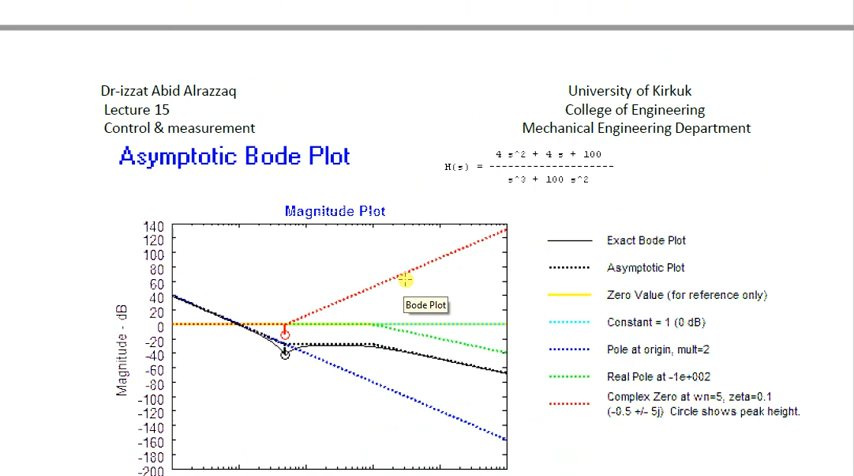 Dr-izzat Abid Alrazzaq
Lecture 15
Control & measurement
University of Kirkuk
College of Engineering
Mechanical Engineering Department
Asymptotic Bode Plot
4 s^2 + 4 s + 100
H(s) = ----------------------
s^3 + 100 s^2
Magnitude Plot
Magnitude - dB
140
120
100
80
60
40
20
0
-20
-40
-60
-80
-100
-120
-140
-160
-180
-200
Bode Plot
Exact Bode Plot
Asymptotic Plot
Zero Value (for reference only)
Constant = 1 (0 dB)
Pole at origin, mult=2
Real Pole at -1e+002
Complex Zero at wn=5, zeta=0.1
(-0.5 +/- 5j) Circle shows peak height.